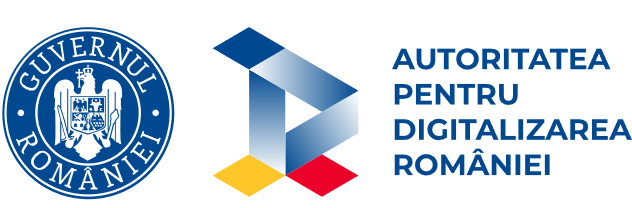 GUVERNUL
ROMÂNIEI
AUTORITATEA
PENTRU
DIGITALIZAREA
ROMÂNIEI